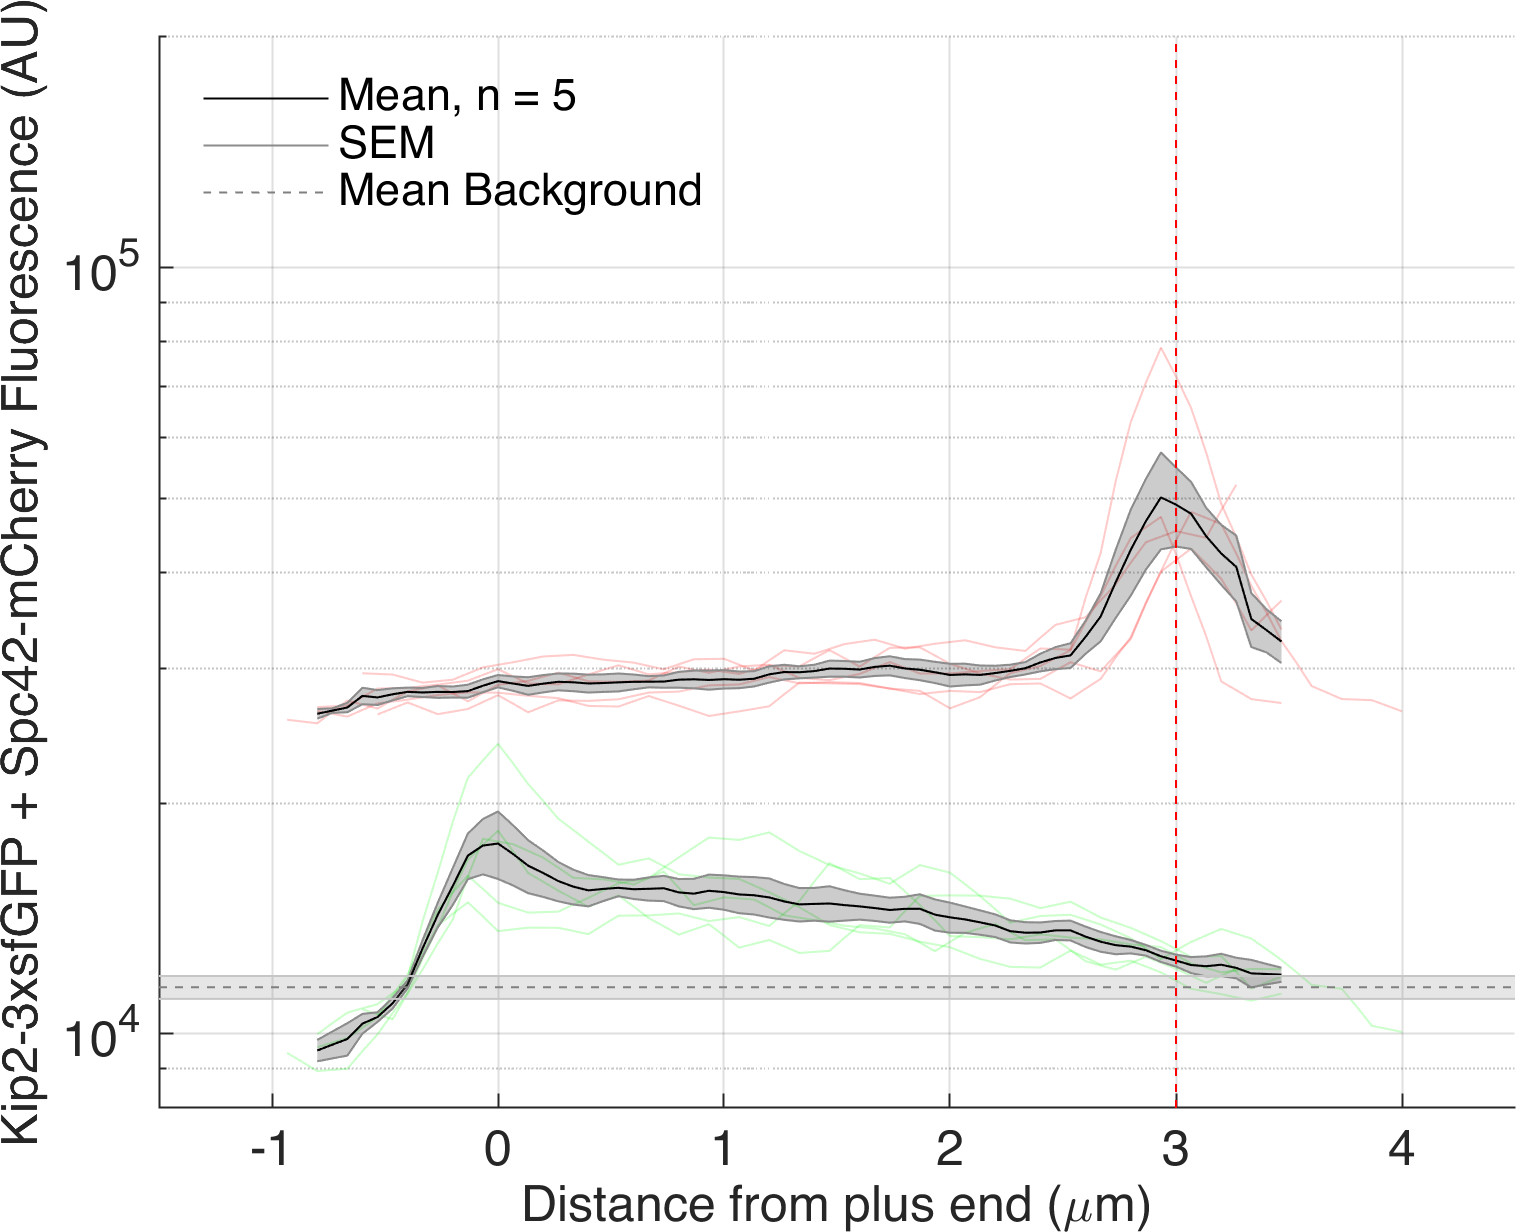 Kip2-3xsfGFP + Spc42-mCherry Fluorescence (AU)
Mean, n = 5
SEM
Mean Background
10^5
10^4
-1 0 1 2 3 4
Distance from plus end (μm)